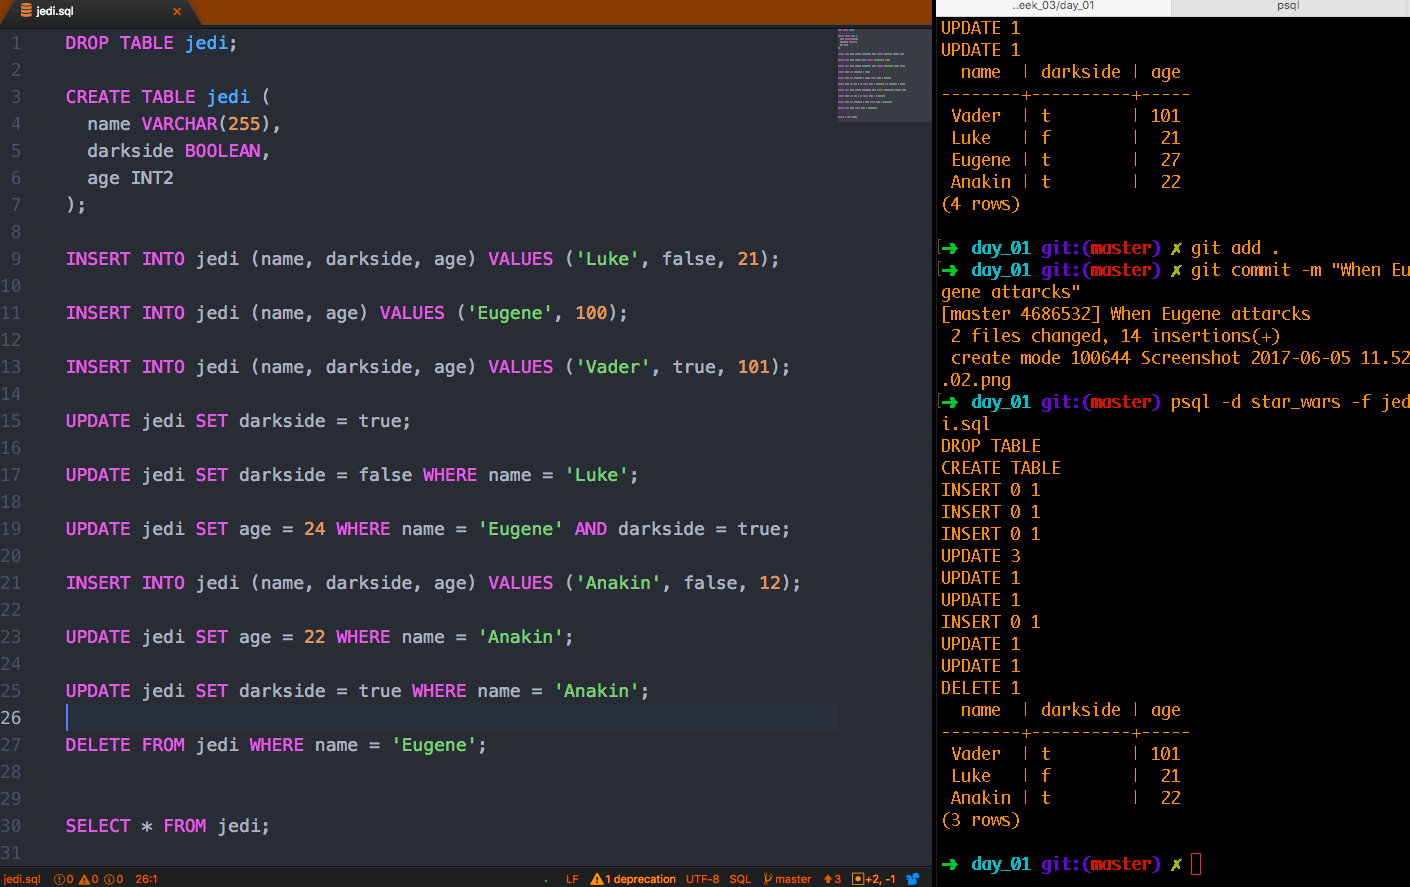 jedi.sql ×
1 DROP TABLE jedi;
2
3 CREATE TABLE jedi (
4 name VARCHAR(255),
5 darkside BOOLEAN,
6 age INT2
7 );
8
9 INSERT INTO jedi (name, darkside, age) VALUES ('Luke', false, 21);
10
11 INSERT INTO jedi (name, age) VALUES ('Eugene', 100);
12
13 INSERT INTO jedi (name, darkside, age) VALUES ('Vader', true, 101);
14
15 UPDATE jedi SET darkside = true;
16
17 UPDATE jedi SET darkside = false WHERE name = 'Luke';
18
19 UPDATE jedi SET age = 24 WHERE name = 'Eugene' AND darkside = true;
20
21 INSERT INTO jedi (name, darkside, age) VALUES ('Anakin', false, 12);
22
23 UPDATE jedi SET age = 22 WHERE name = 'Anakin';
24
25 UPDATE jedi SET darkside = true WHERE name = 'Anakin';
26
27 DELETE FROM jedi WHERE name = 'Eugene';
28
29
30 SELECT * FROM jedi;
31
jedi.sql 0 0 0 26:1 . LF 1 deprecation UTF-8 SQL master 3 +2, -1
..eek_03/day_01 psql
UPDATE 1
UPDATE 1
name | darkside | age
--------+----------+-----
Vader | t | 101
Luke | f | 21
Eugene | t | 27
Anakin | t | 22
(4 rows)
[➜ day_01 git:(master) ✗ git add .
[➜ day_01 git:(master) ✗ git commit -m "When Eu
gene attarcks"
[master 4686532] When Eugene attarcks
2 files changed, 14 insertions(+)
create mode 100644 Screenshot 2017-06-05 11.52
.02.png
[➜ day_01 git:(master) ✗ psql -d star_wars -f jed
i.sql
DROP TABLE
CREATE TABLE
INSERT 0 1
INSERT 0 1
INSERT 0 1
UPDATE 3
UPDATE 1
UPDATE 1
INSERT 0 1
UPDATE 1
UPDATE 1
DELETE 1
name | darkside | age
--------+----------+-----
Vader | t | 101
Luke | f | 21
Anakin | t | 22
(3 rows)
➜ day_01 git:(master) ✗